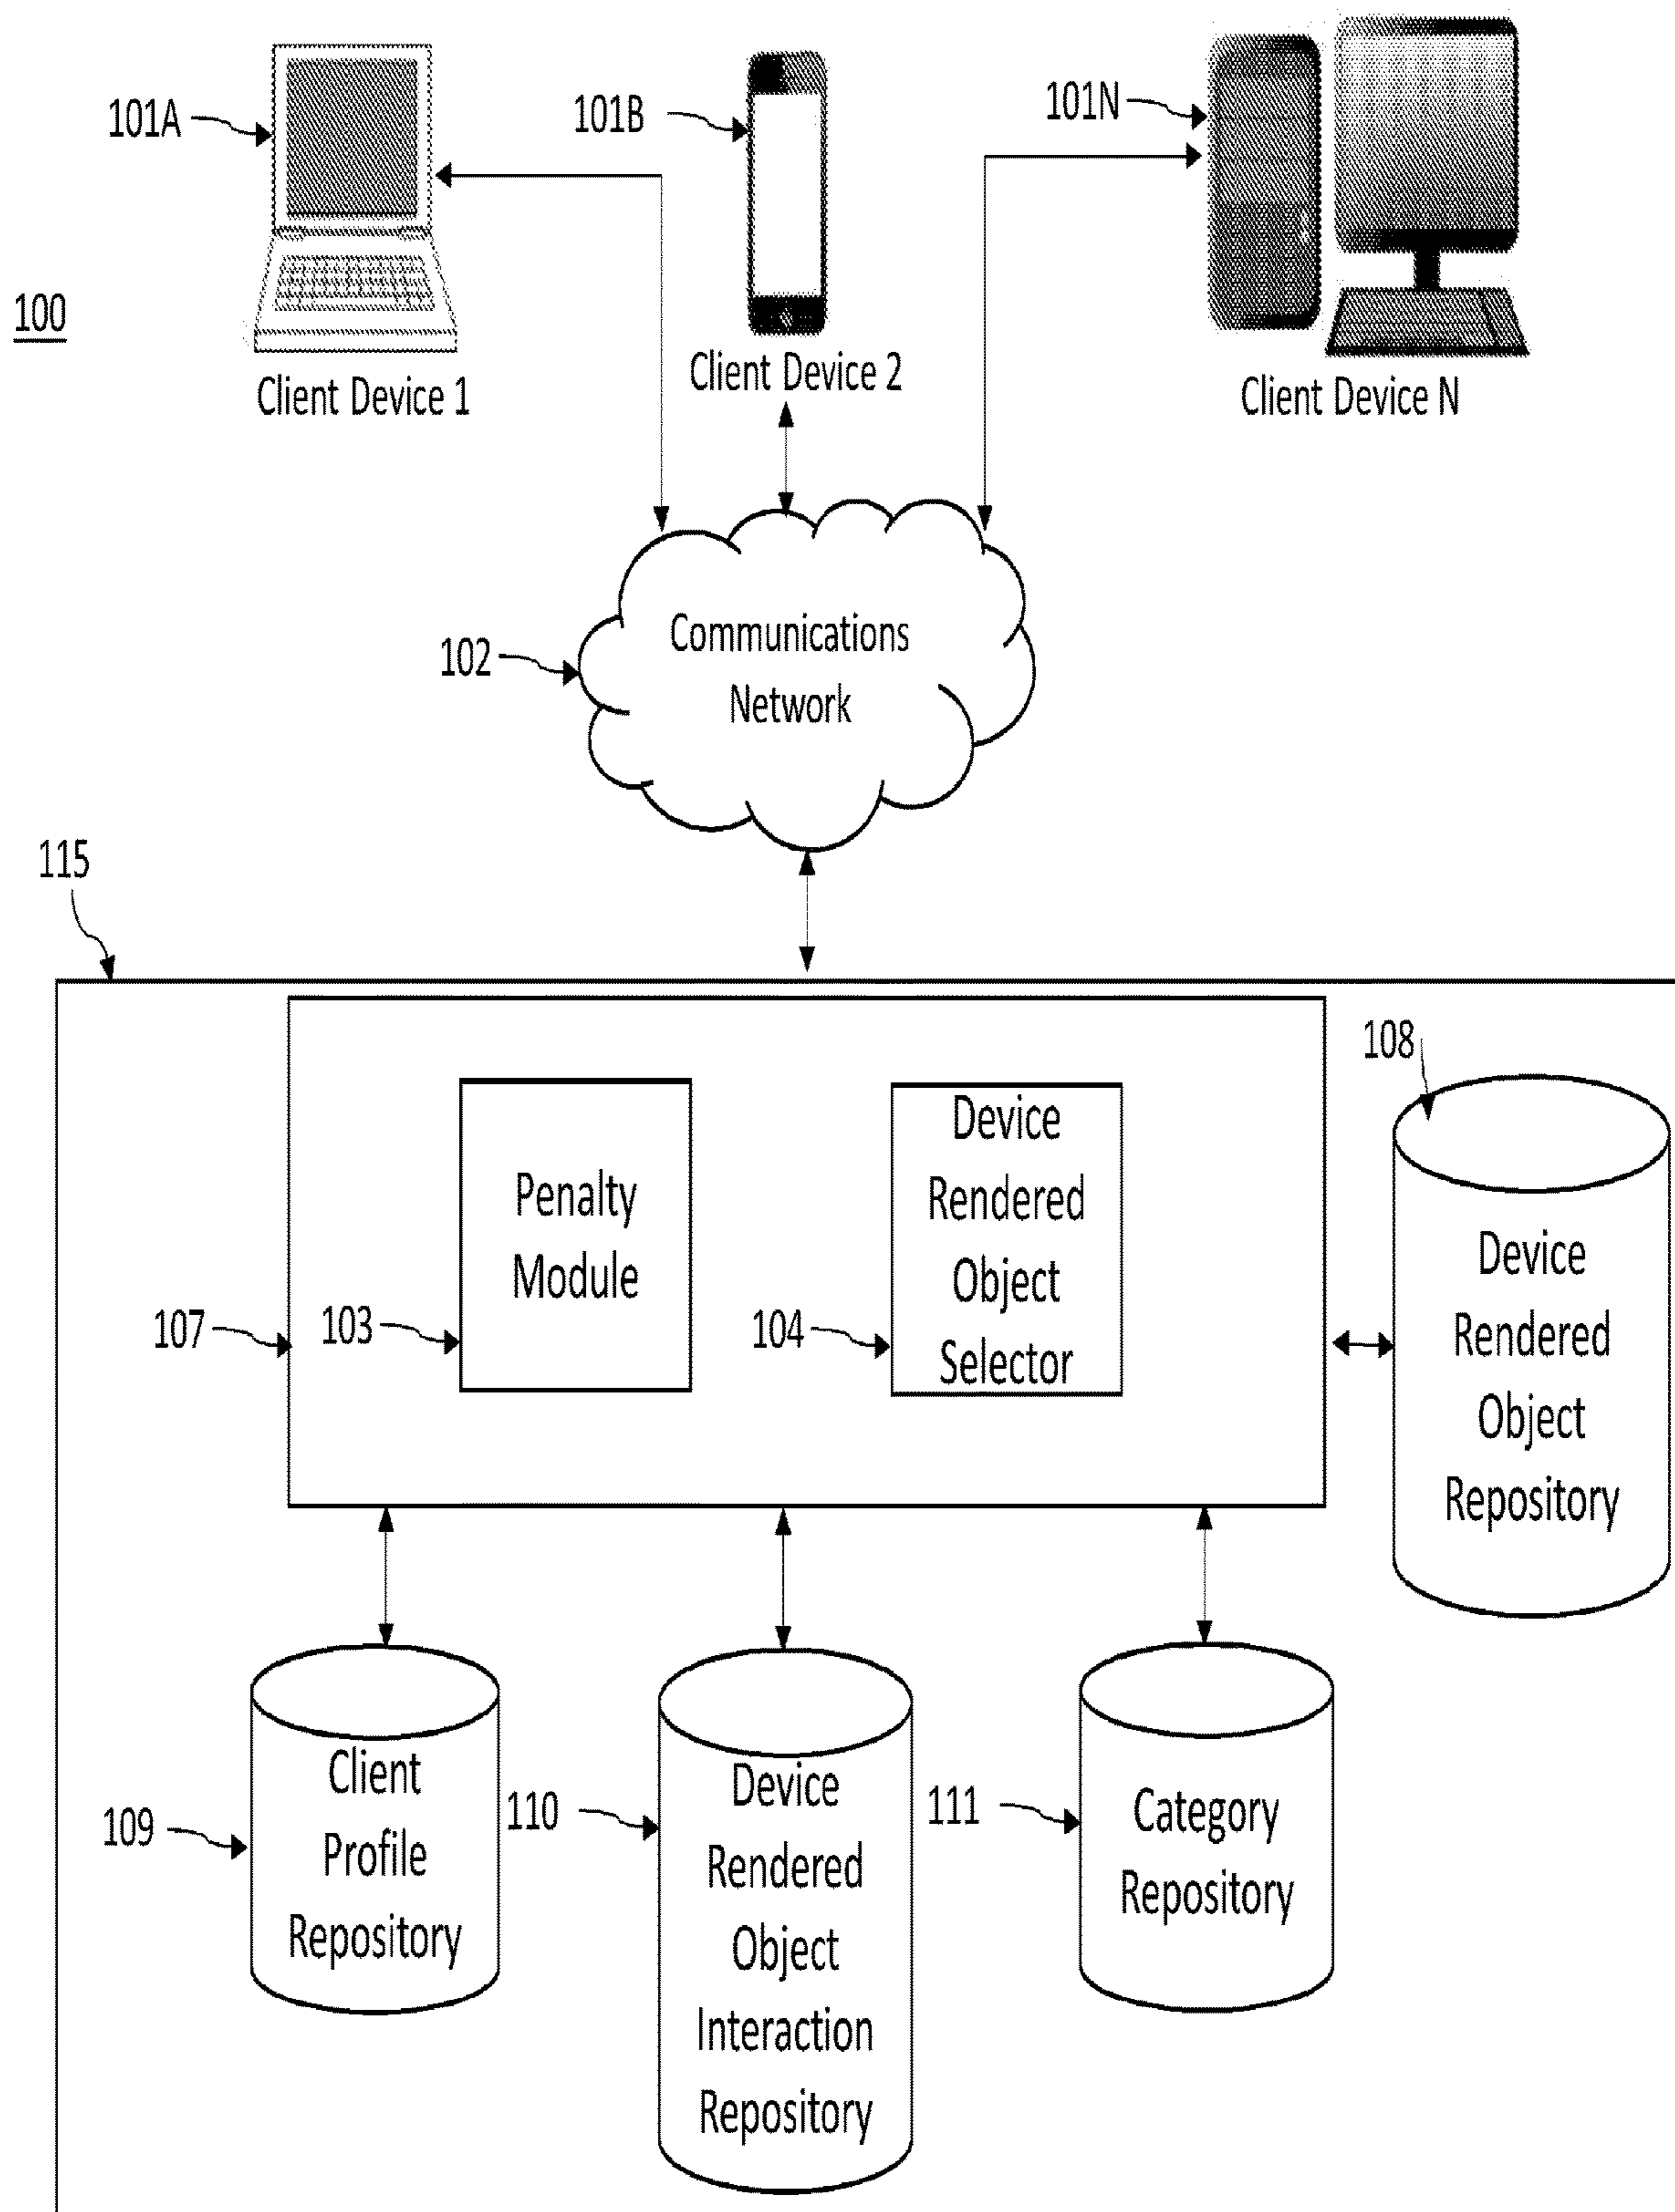 101A
101B
101N
100
Client Device 1
Client Device 2
Client Device N
102
Communications
Network
115
108
Penalty
Module
Device
Rendered
Object
Selector
107
103
104
Device
Rendered
Object
Repository
109
Client
Profile
Repository
110
Device
Rendered
Object
Interaction
Repository
111
Category
Repository